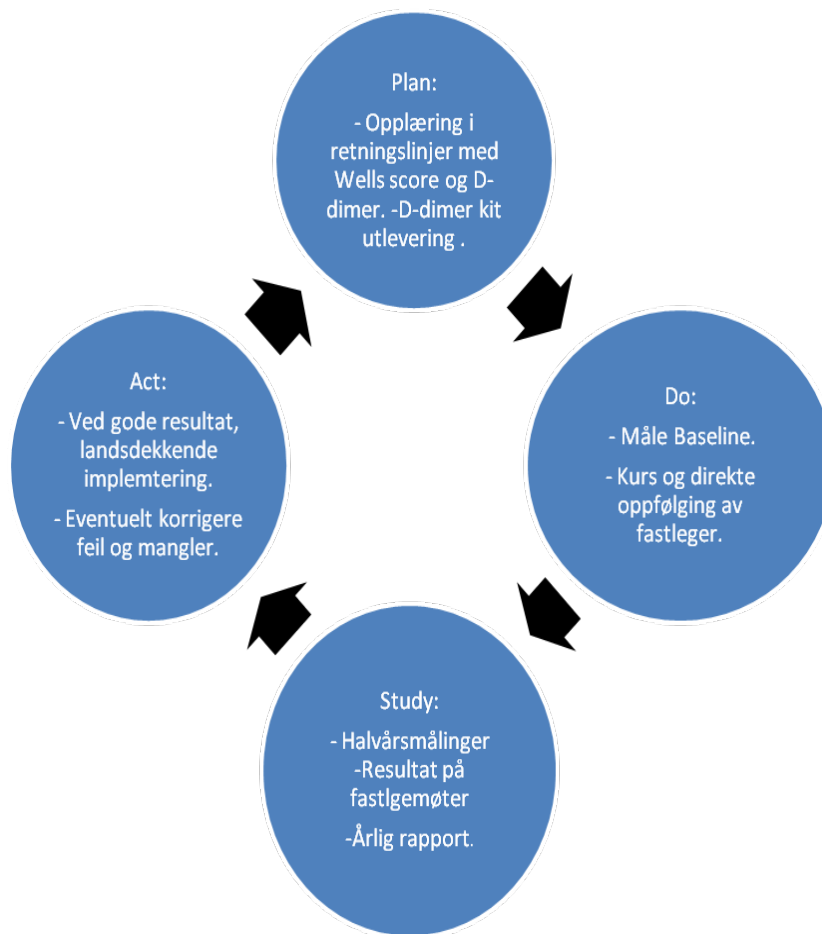 Plan:
- Opplæring i
retningslinjer med
Wells score og D-
dimer. -D-dimer kit
utlevering .
Do:
- Måle Baseline.
- Kurs og direkte
oppfølging av
fastleger.
Study:
- Halvårsmålinger
-Resultat på
fastlgemøter
-Årlig rapport.
Act:
- Ved gode resultat,
landsdekkende
implemtering.
- Eventuelt korrigere
feil og mangler.